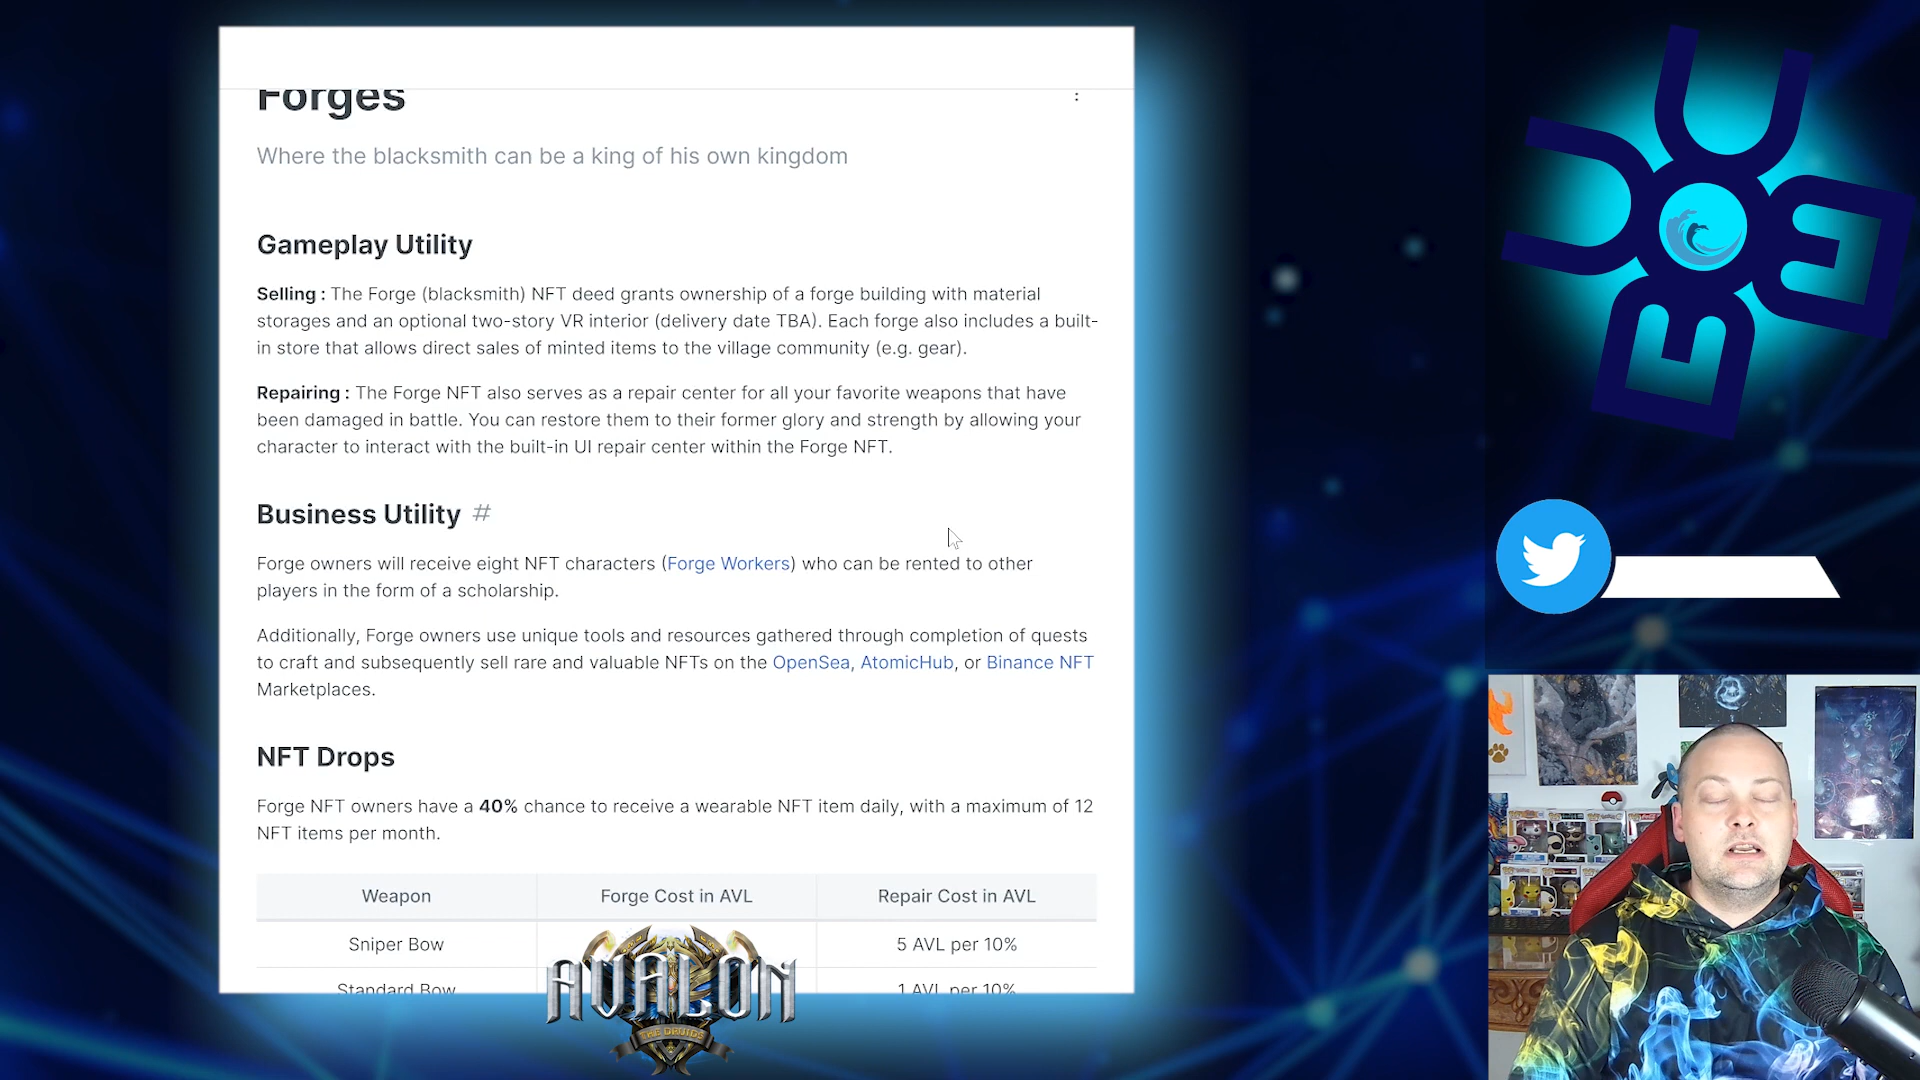 Forges
Where the blacksmith can be a king of his own kingdom
Gameplay Utility
Selling : The Forge (blacksmith) NFT deed grants ownership of a forge building with material
storages and an optional two-story VR interior (delivery date TBA). Each forge also includes a built-
in store that allows direct sales of minted items to the village community (e.g. gear).
Repairing : The Forge NFT also serves as a repair center for all your favorite weapons that have
been damaged in battle. You can restore them to their former glory and strength by allowing your
character to interact with the built-in UI repair center within the Forge NFT.
Business Utility #
Forge owners will receive eight NFT characters (Forge Workers) who can be rented to other
players in the form of a scholarship.
Additionally, Forge owners use unique tools and resources gathered through completion of quests
to craft and subsequently sell rare and valuable NFTs on the OpenSea, AtomicHub, or Binance NFT
Marketplaces.
NFT Drops
Forge NFT owners have a 40% chance to receive a wearable NFT item daily, with a maximum of 12
NFT items per month.
Weapon Forge Cost in AVL Repair Cost in AVL
Sniper Bow 5 AVL per 10%
Standard Bow 1 AVL per 10%
AVALON
THE DRUIDS